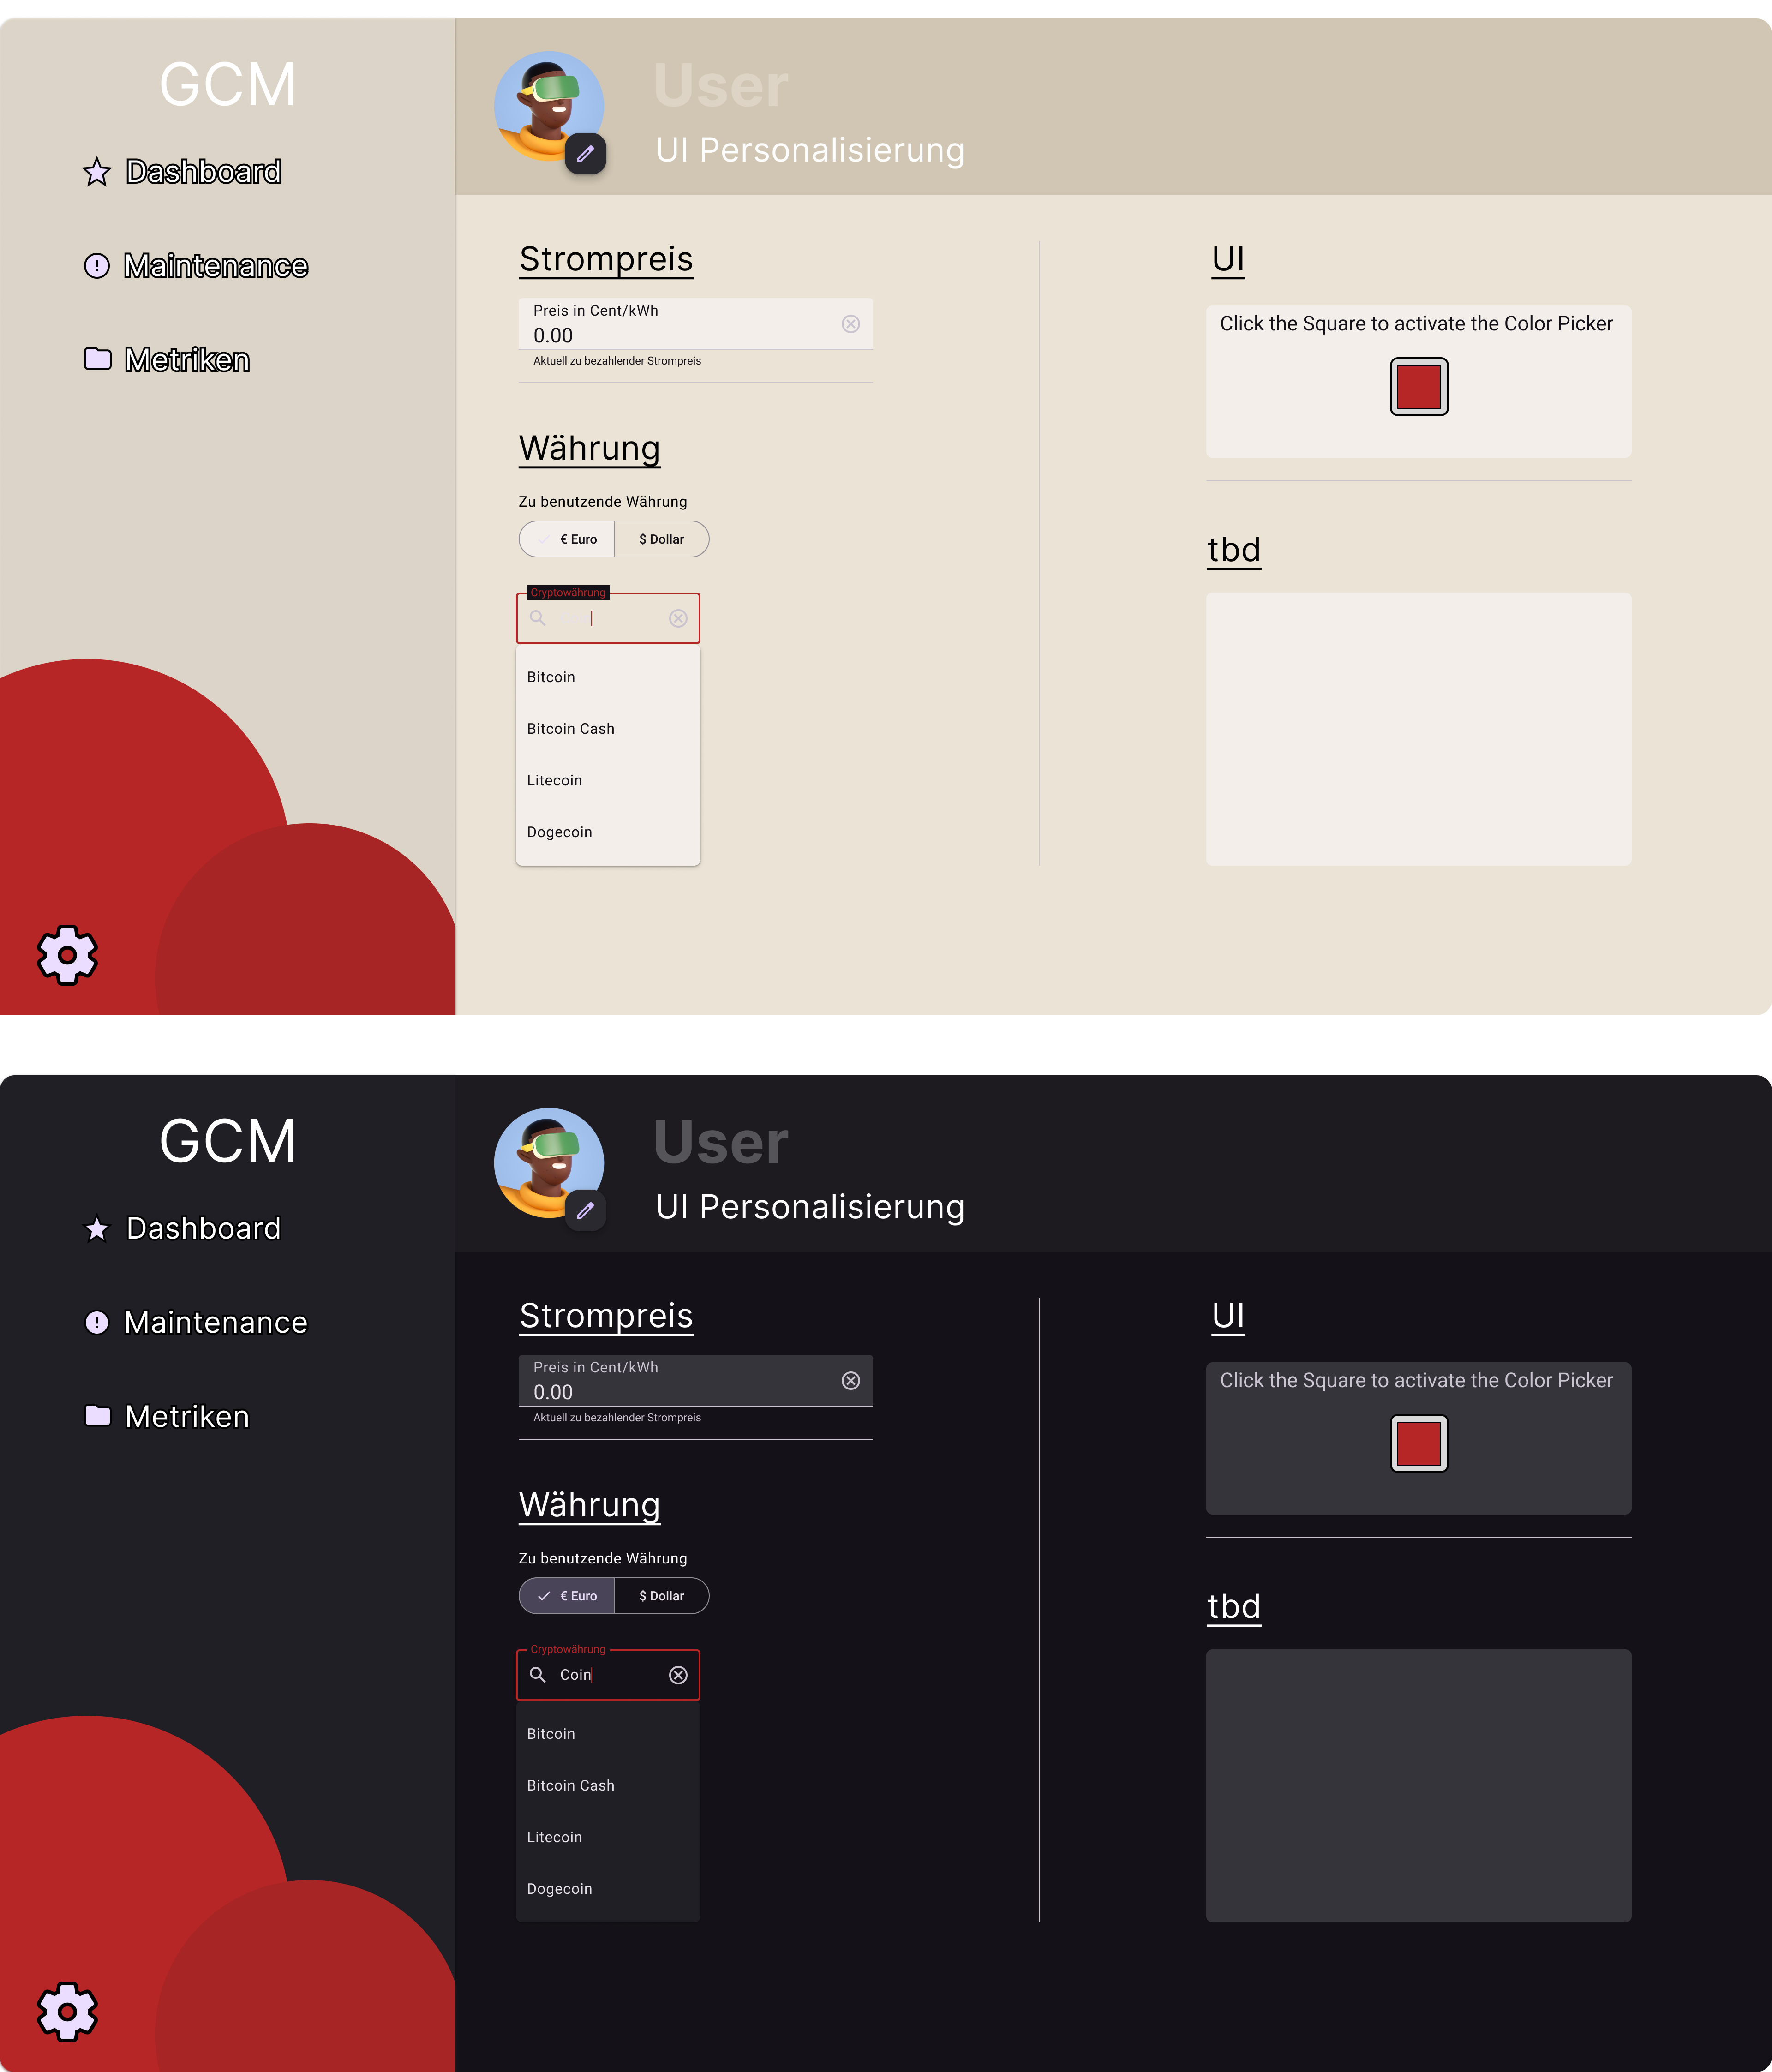 GCM
Dashboard
Maintenance
Metriken
User
UI Personalisierung
Strompreis
Preis in Cent/kWh
0.00
Aktuell zu bezahlender Strompreis
Währung
Zu benutzende Währung
€ Euro
$ Dollar
Cryptowährung
Bitcoin
Bitcoin Cash
Litecoin
Dogecoin
UI
Click the Square to activate the Color Picker
tbd
GCM
Dashboard
Maintenance
Metriken
User
UI Personalisierung
Strompreis
Preis in Cent/kWh
0.00
Aktuell zu bezahlender Strompreis
Währung
Zu benutzende Währung
€ Euro
$ Dollar
Cryptowährung
Coin
Bitcoin
Bitcoin Cash
Litecoin
Dogecoin
UI
Click the Square to activate the Color Picker
tbd